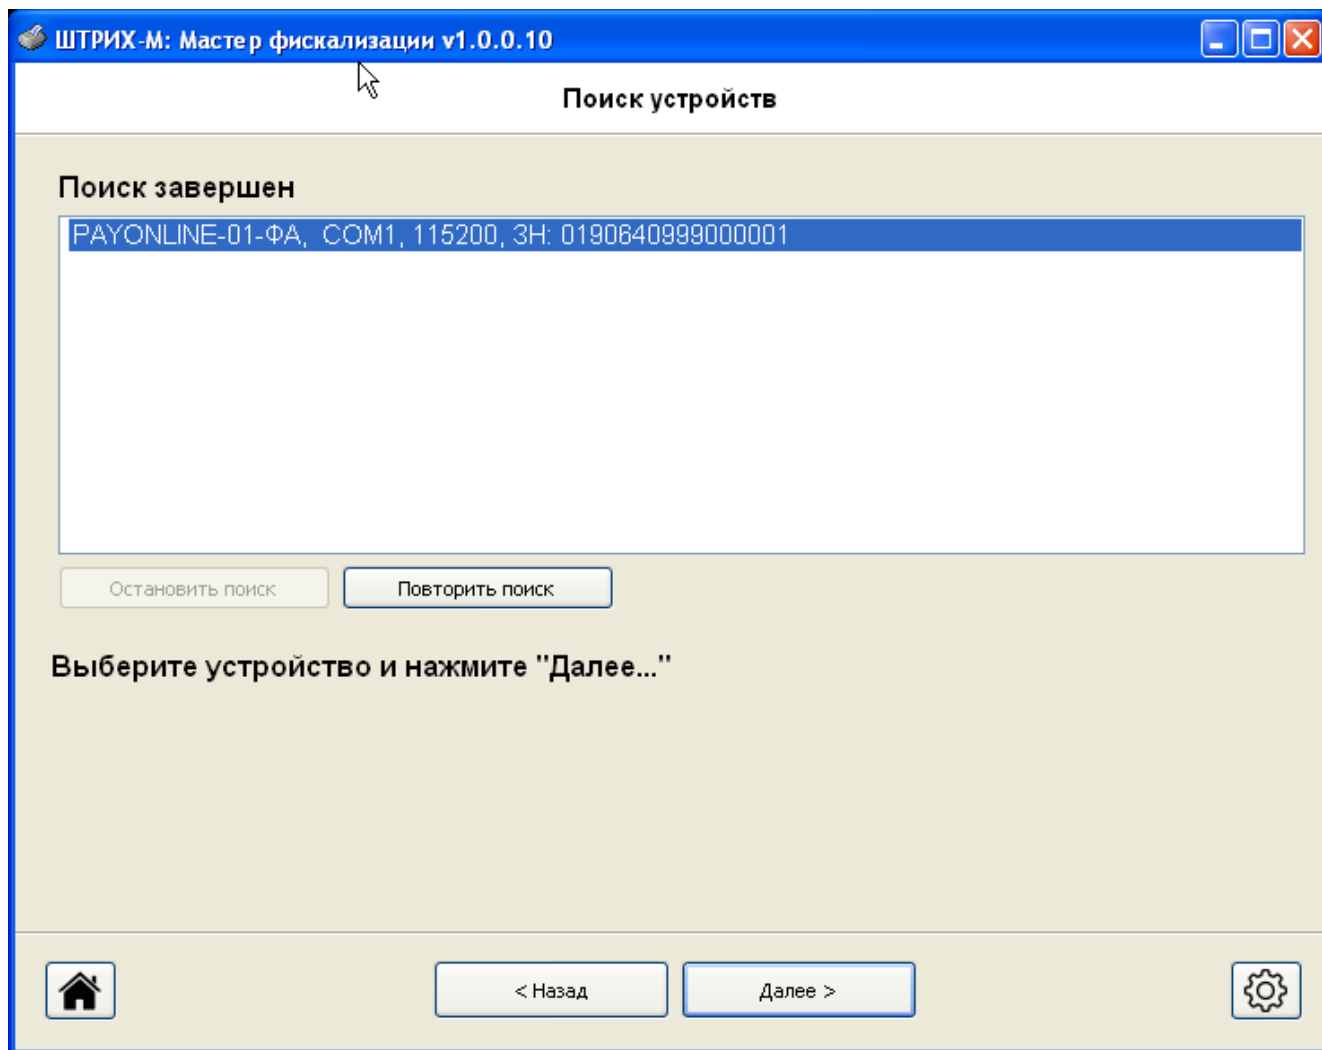 ШТРИХ-М: Мастер фискализации v1.0.0.10
Поиск устройств
Поиск завершен
PAYONLINE-01-ФА, COM1, 115200, ЗН: 0190640999000001
Остановить поиск
Повторить поиск
Выберите устройство и нажмите "Далее..."
< Назад
Далее >